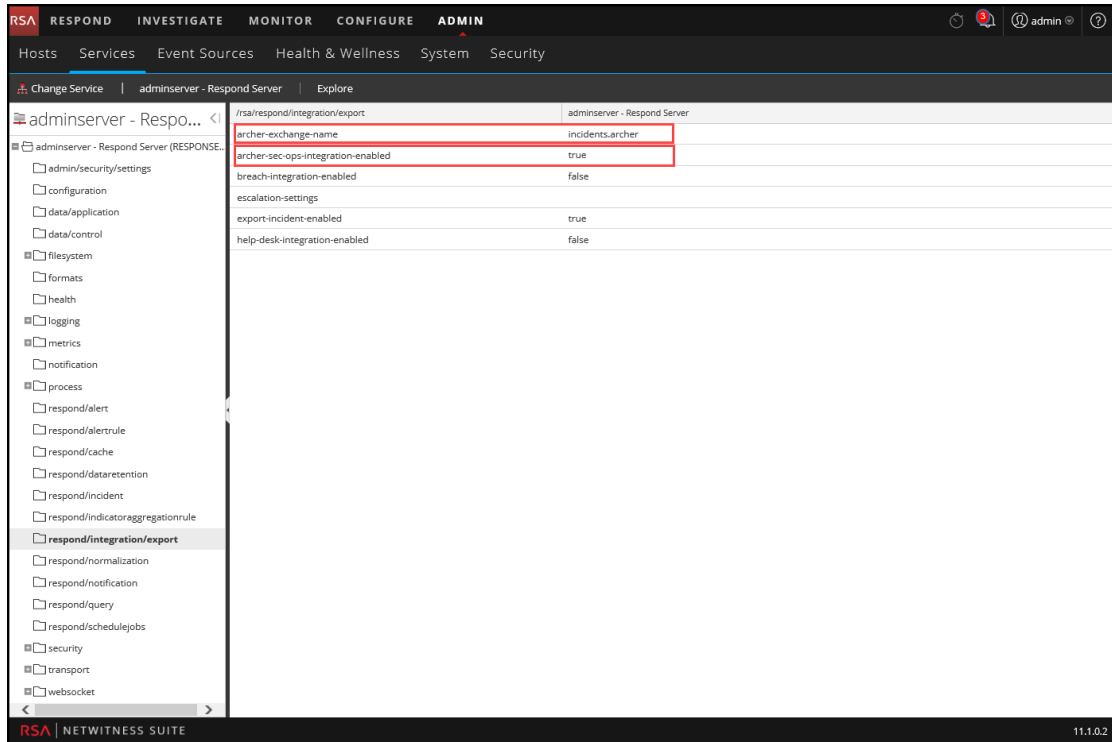 RSA RESPOND INVESTIGATE MONITOR CONFIGURE ADMIN 3 admin ?
Hosts Services Event Sources Health & Wellness System Security
Change Service | adminserver - Respond Server | Explore
adminserver - Respo...
adminserver - Respond Server (RESPONSE...
admin/security/settings
configuration
data/application
data/control
filesystem
formats
health
logging
metrics
notification
process
respond/alert
respond/alertrule
respond/cache
respond/dataretention
respond/incident
respond/indicatoraggregationrule
respond/integration/export
respond/normalization
respond/notification
respond/query
respond/schedulejobs
security
transport
websocket
/rsa/respond/integration/export adminserver - Respond Server
archer-exchange-name incidents.archer
archer-sec-ops-integration-enabled true
breach-integration-enabled false
escalation-settings
export-incident-enabled true
help-desk-integration-enabled false
RSA | NETWITNESS SUITE 11.1.0.2